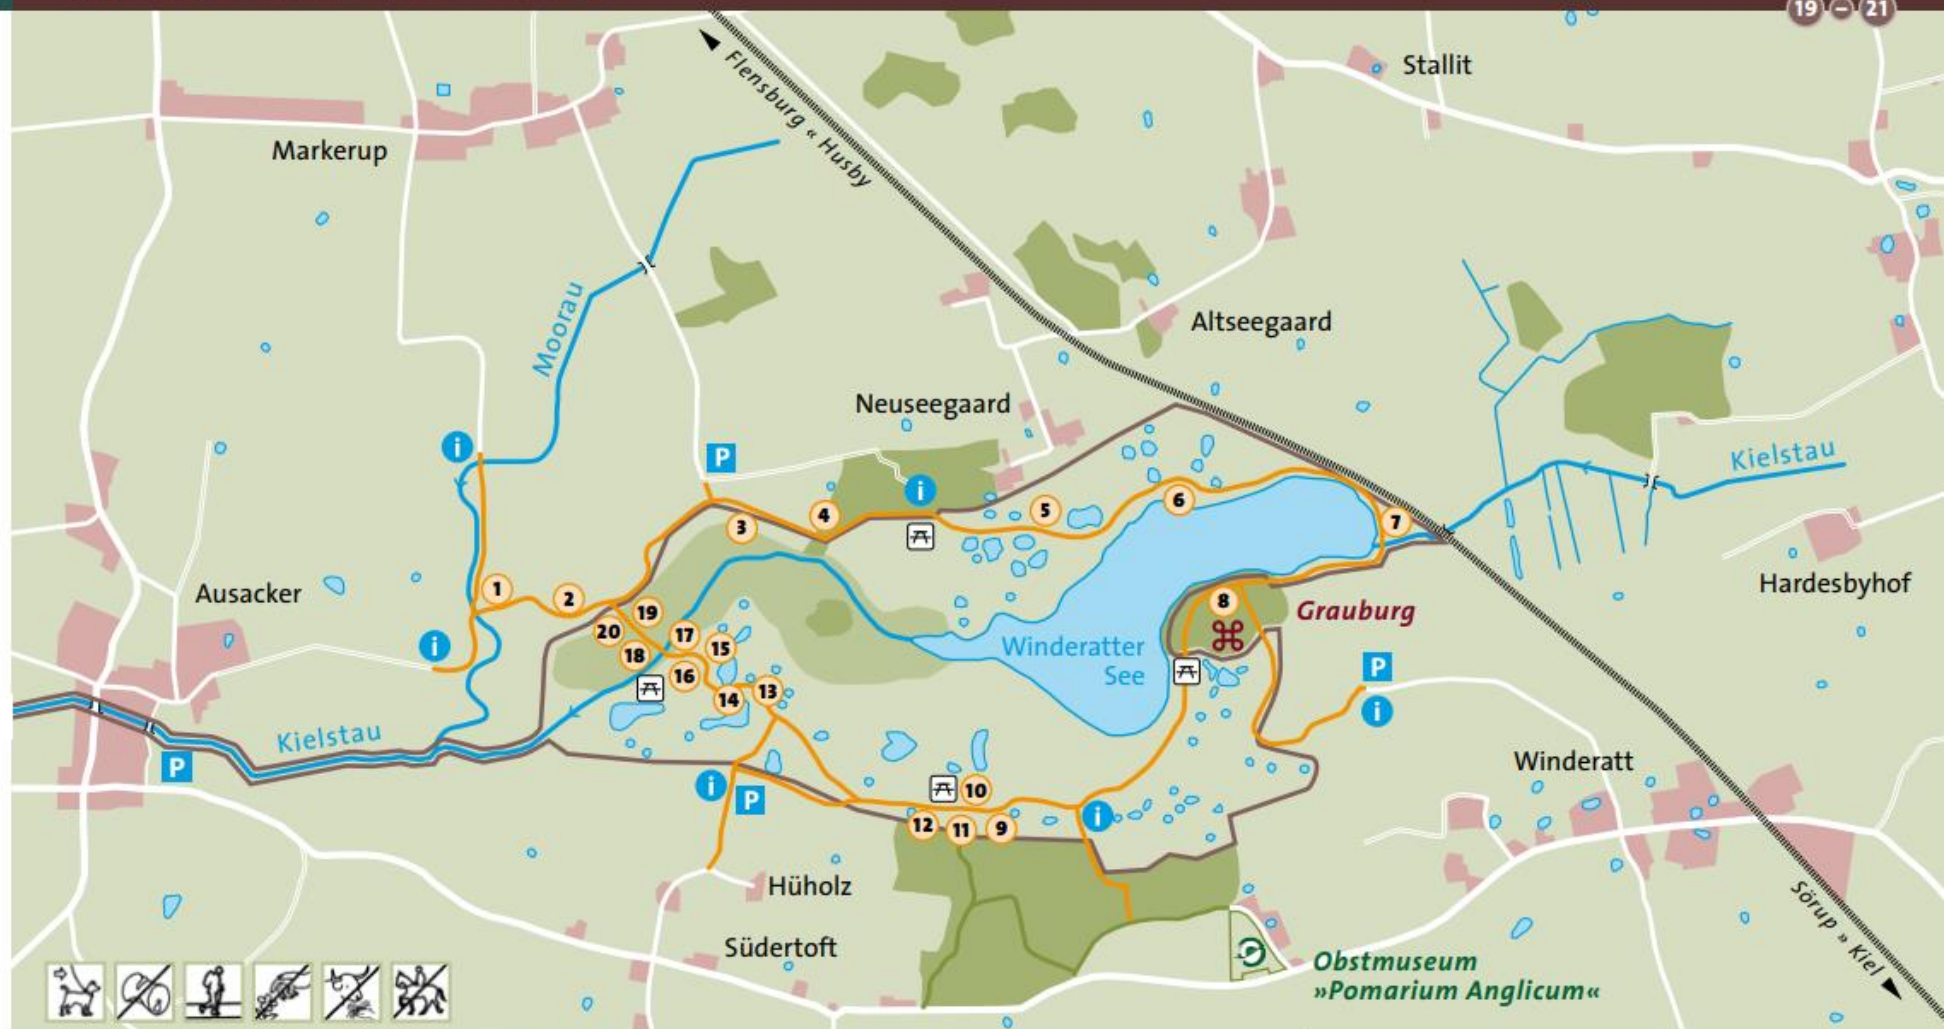 19 – 21
Stallit
Flensburg « Husby
Markerup
Moorau
Altseegaard
Neuseegaard
i
P
i
Kielstau
3
4
5
6
7
Ausacker
1
2
19
20
18
17
15
16
14
13
i
Winderatter
See
8
Grauburg
P
i
Hardesbyhof
Kielstau
P
i
P
10
12
11
9
i
Winderatt
Hüholz
Südertoft
Sörup » Kiel
Obstmuseum
»Pomarium Anglicum«